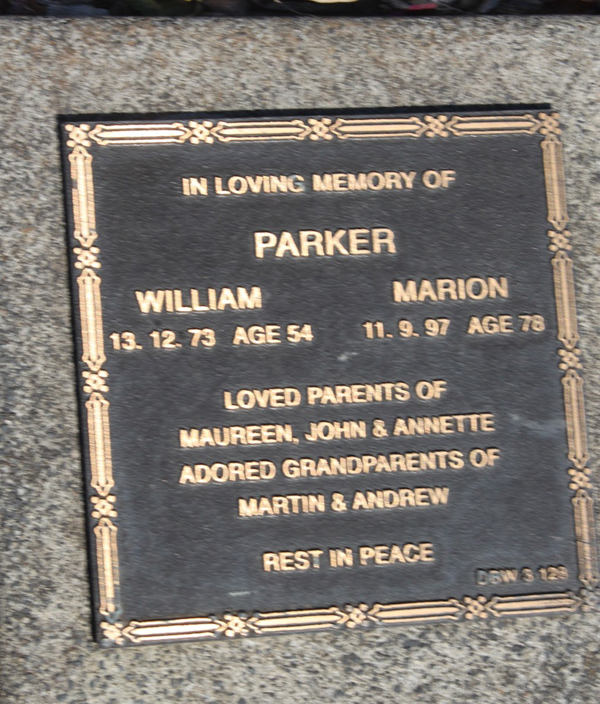 IN LOVING MEMORY OF
PARKER
WILLIAM MARION
13. 12. 73 AGE 54 11. 9. 97 AGE 78
LOVED PARENTS OF
MAUREEN, JOHN & ANNETTE
ADORED GRANDPARENTS OF
MARTIN & ANDREW
REST IN PEACE